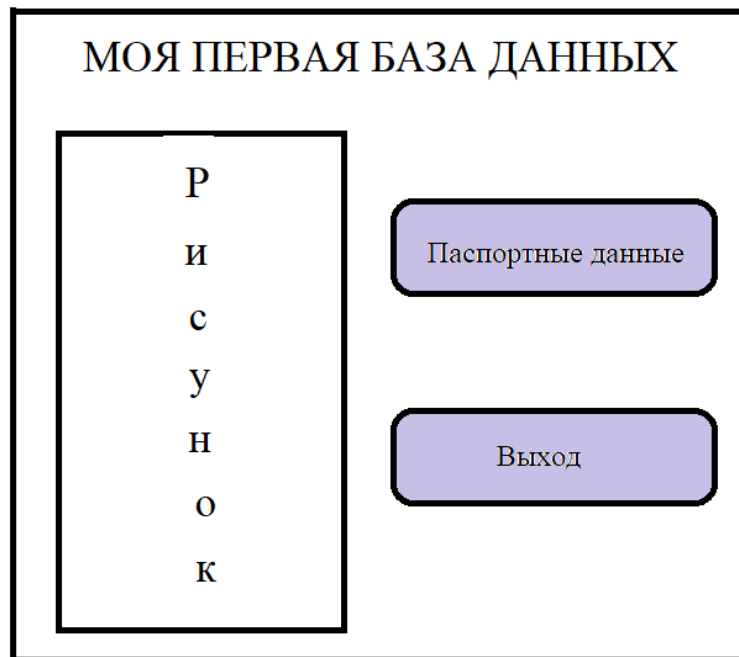 МОЯ ПЕРВАЯ БАЗА ДАННЫХ
Р
и
с
у
н
о
к
Паспортные данные
Выход